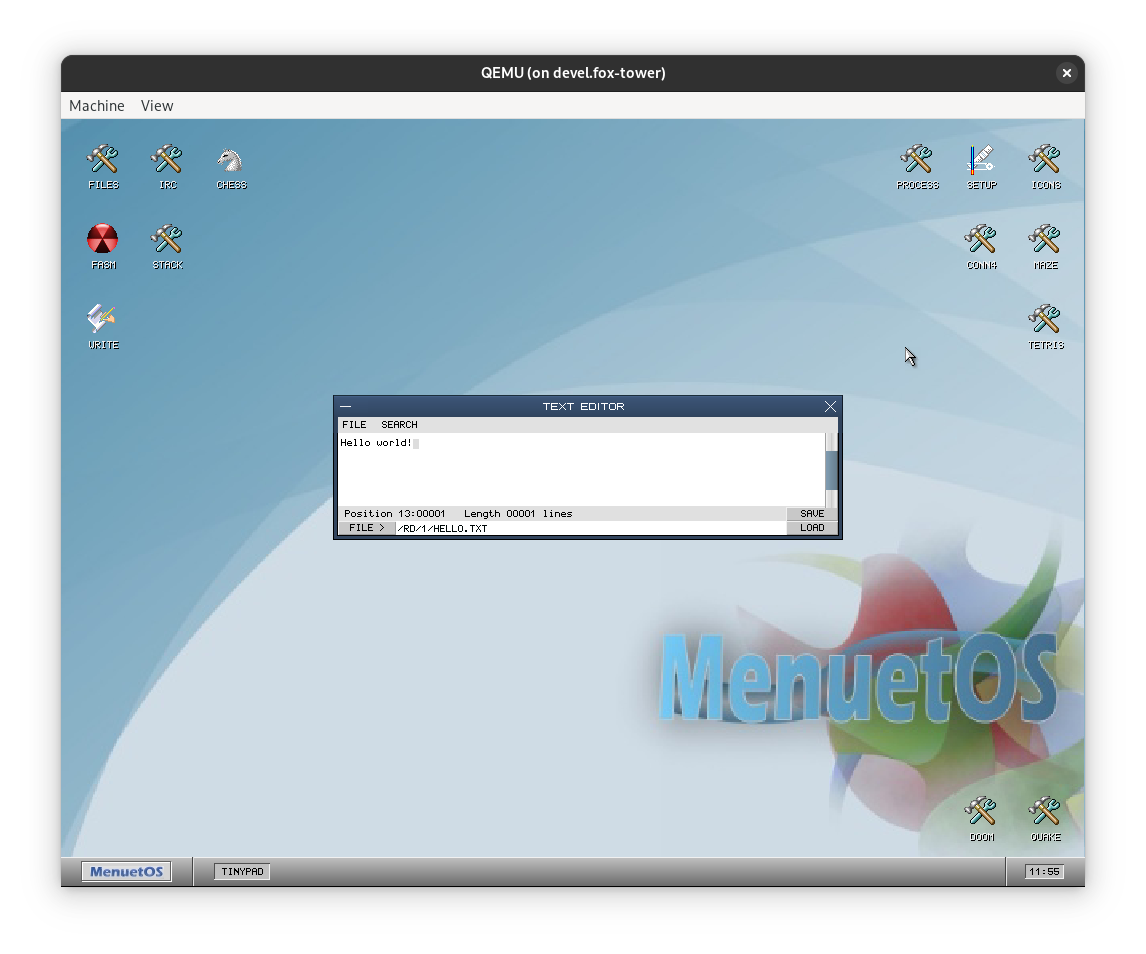 QEMU (on devel.fox-tower)
Machine View
FILES IRC CHESS PROCESS SETUP ICONS
FASM STACK CONN4 MAZE
WRITE TETRIS
TEXT EDITOR
FILE SEARCH
Hello world!
Position 13:00001 Length 00001 lines SAVE
FILE > /RD/1/HELLO.TXT LOAD
MenuetOS
DOOM QUAKE
MenuetOS TINYPAD 11:55